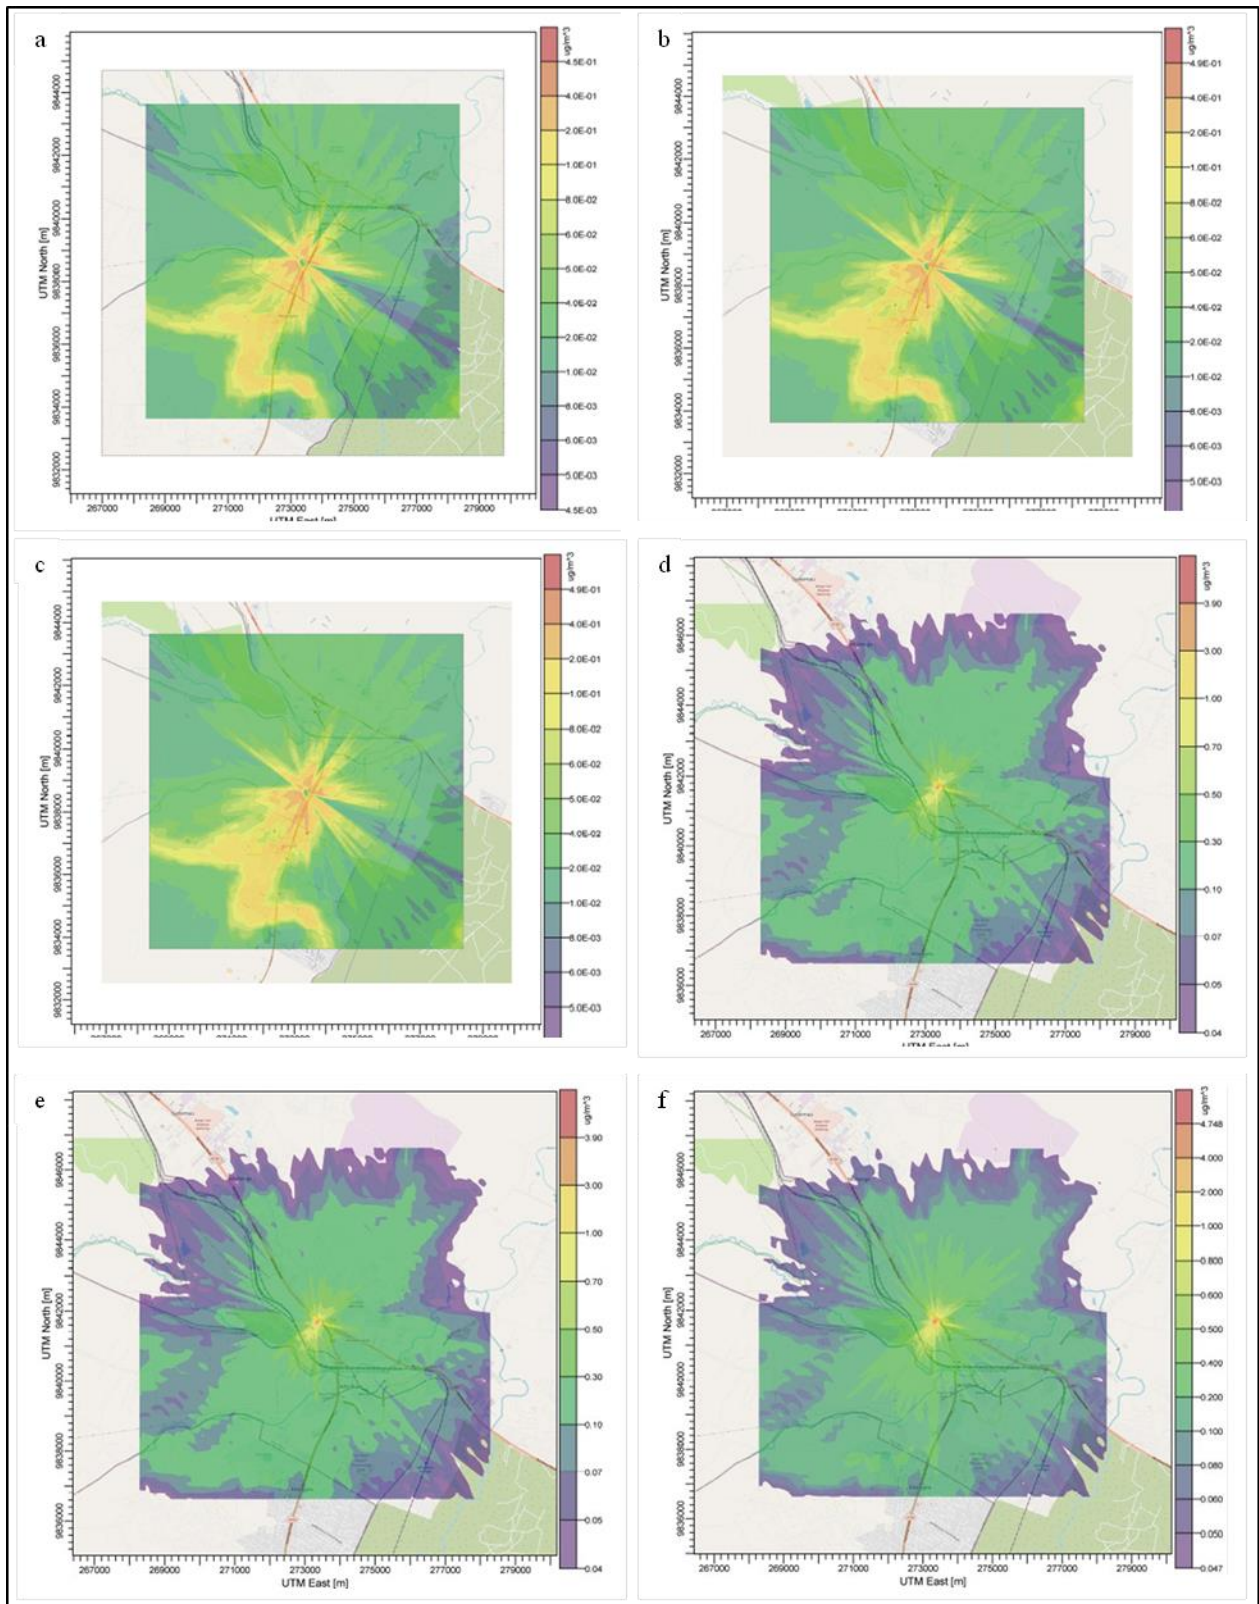 a
ug/m^3
4.5E-01
4.0E-01
2.0E-01
1.0E-01
8.0E-02
6.0E-02
5.0E-02
4.0E-02
2.0E-02
1.0E-02
8.0E-03
6.0E-03
5.0E-03
4.5E-03
UTM North [m]
9844000
9842000
9840000
9838000
9836000
9834000
9832000
267000 269000 271000 273000 275000 277000 279000
UTM East [m]
b
ug/m^3
4.9E-01
4.0E-01
2.0E-01
1.0E-01
8.0E-02
6.0E-02
5.0E-02
4.0E-02
2.0E-02
1.0E-02
8.0E-03
6.0E-03
5.0E-03
UTM North [m]
9844000
9842000
9840000
9838000
9836000
9834000
9832000
c
ug/m^3
4.9E-01
4.0E-01
2.0E-01
1.0E-01
8.0E-02
6.0E-02
5.0E-02
4.0E-02
2.0E-02
1.0E-02
8.0E-03
6.0E-03
5.0E-03
UTM North [m]
9844000
9842000
9840000
9838000
9836000
9834000
9832000
d
ug/m^3
3.90
3.00
1.00
0.70
0.50
0.30
0.10
0.07
0.05
0.04
UTM North [m]
9846000
9844000
9842000
9840000
9838000
9836000
267000 269000 271000 273000 275000 277000 279000
UTM East [m]
e
ug/m^3
3.90
3.00
1.00
0.70
0.50
0.30
0.10
0.07
0.05
0.04
UTM North [m]
9846000
9844000
9842000
9840000
9838000
9836000
267000 269000 271000 273000 275000 277000 279000
UTM East [m]
f
ug/m^3
4.748
4.000
2.000
1.000
0.800
0.600
0.500
0.400
0.200
0.100
0.080
0.060
0.050
0.047
UTM North [m]
9846000
9844000
9842000
9840000
9838000
9836000
267000 269000 271000 273000 275000 277000 279000
UTM East [m]